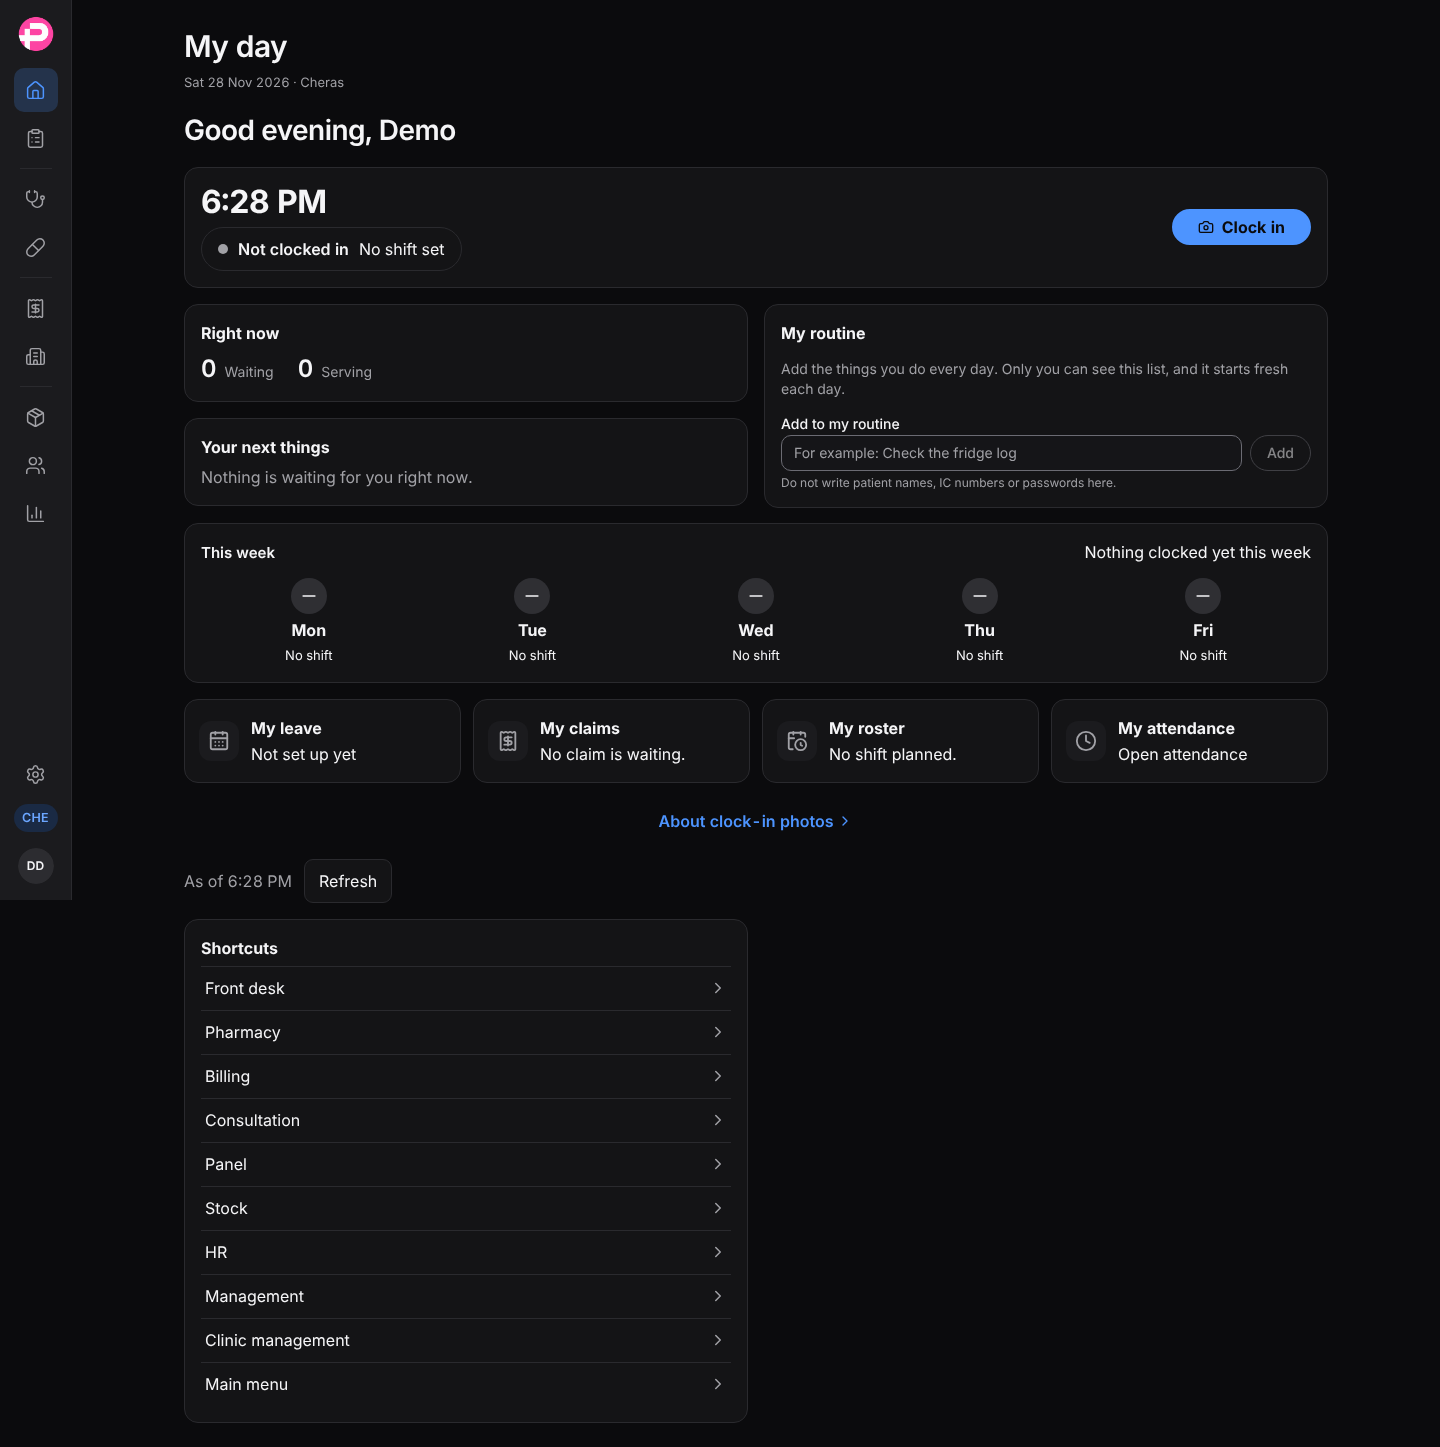 My day
Sat 28 Nov 2026 · Cheras
Good evening, Demo
6:28 PM
Not clocked in No shift set
Clock in
Right now
0 Waiting 0 Serving
Your next things
Nothing is waiting for you right now.
My routine
Add the things you do every day. Only you can see this list, and it starts fresh
each day.
Add to my routine
For example: Check the fridge log
Add
Do not write patient names, IC numbers or passwords here.
This week
Nothing clocked yet this week
Mon
No shift
Tue
No shift
Wed
No shift
Thu
No shift
Fri
No shift
My leave
Not set up yet
My claims
No claim is waiting.
My roster
No shift planned.
My attendance
Open attendance
About clock-in photos
As of 6:28 PM
Refresh
Shortcuts
Front desk
Pharmacy
Billing
Consultation
Panel
Stock
HR
Management
Clinic management
Main menu
CHE
DD